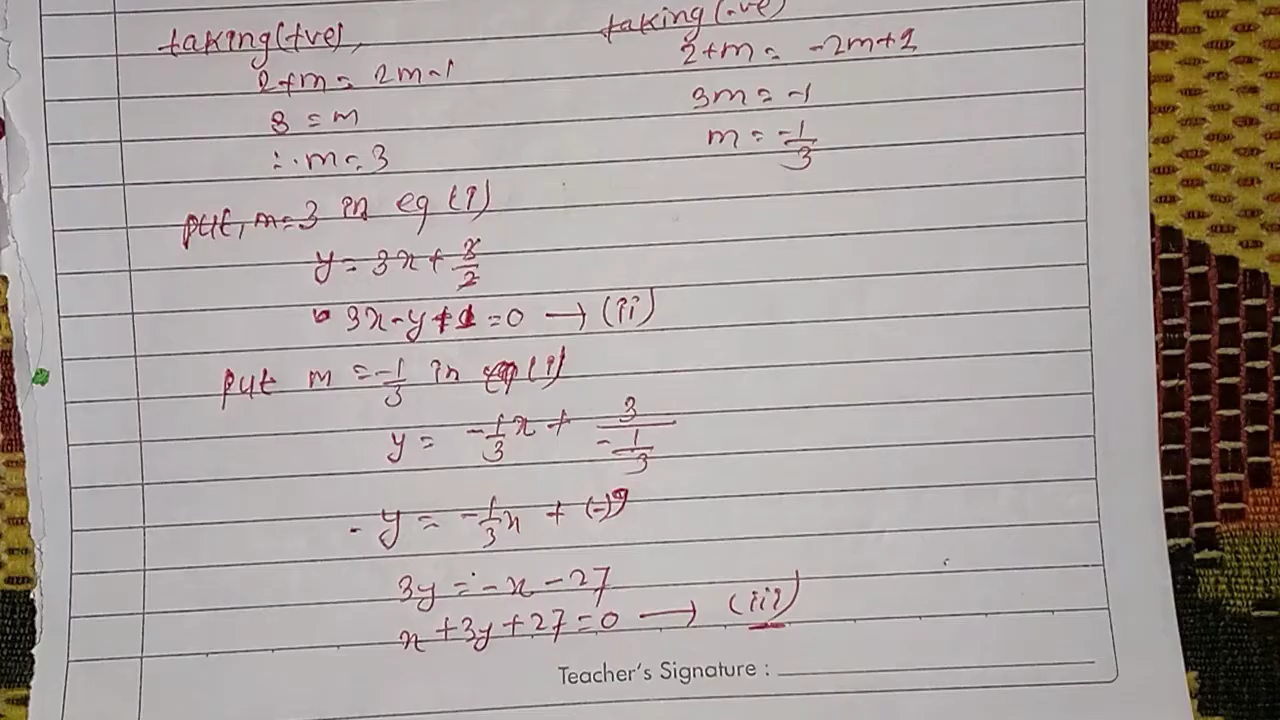 taking (+ve),
2+m = 2m-1
3 = m
∴ m = 3
taking (-ve)
2+m = -2m+1
3m = -1
m = -1/3
put, m=3 in eq (i)
y = 3x + 3/3
3x-y+1=0 → (ii)
put m = -1/3 in eq (i)
y = -1/3 x + 3/(-1/3)
y = -1/3 x + (-)9
3y = -x - 27
x + 3y + 27 = 0 → (iii)
Teacher's Signature :